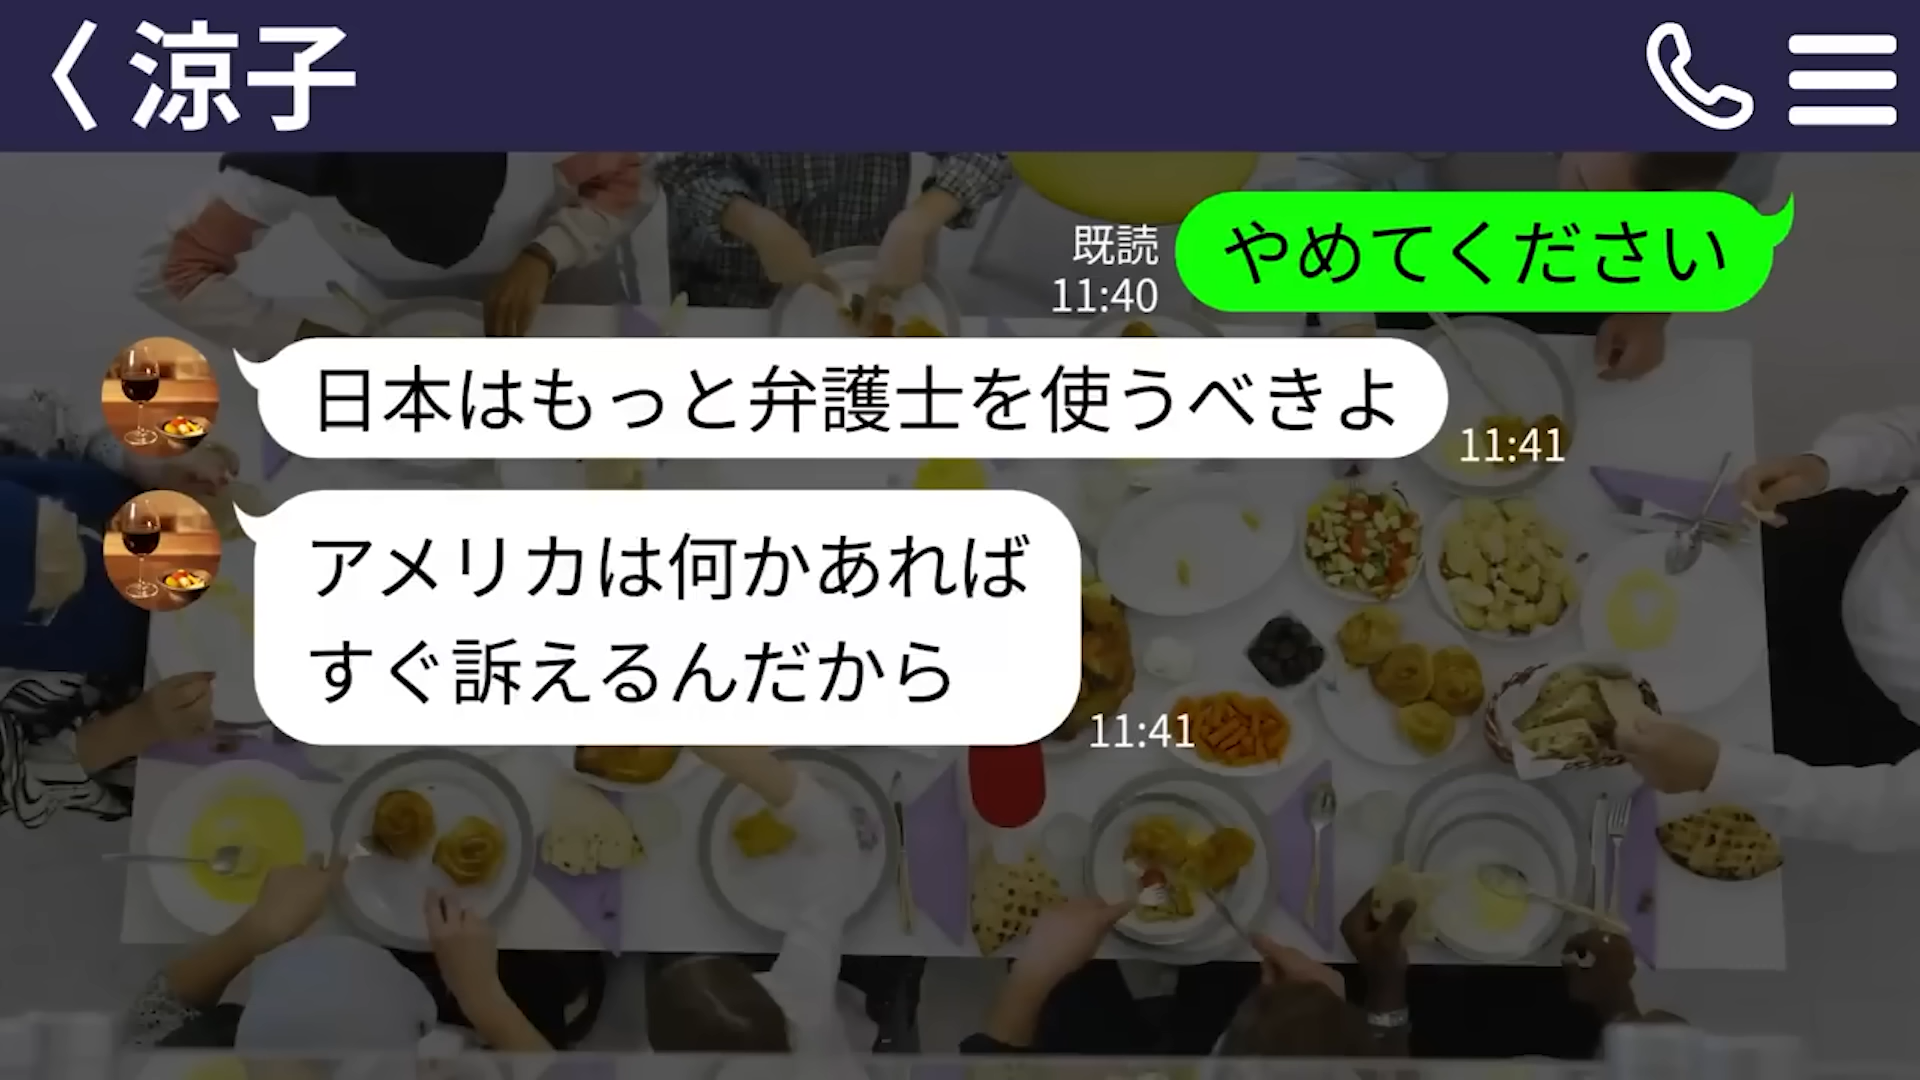 涼子
やめてください
既読
11:40
日本はもっと弁護士を使うべきよ
11:41
アメリカは何かあれば
すぐ訴えるんだから
11:41